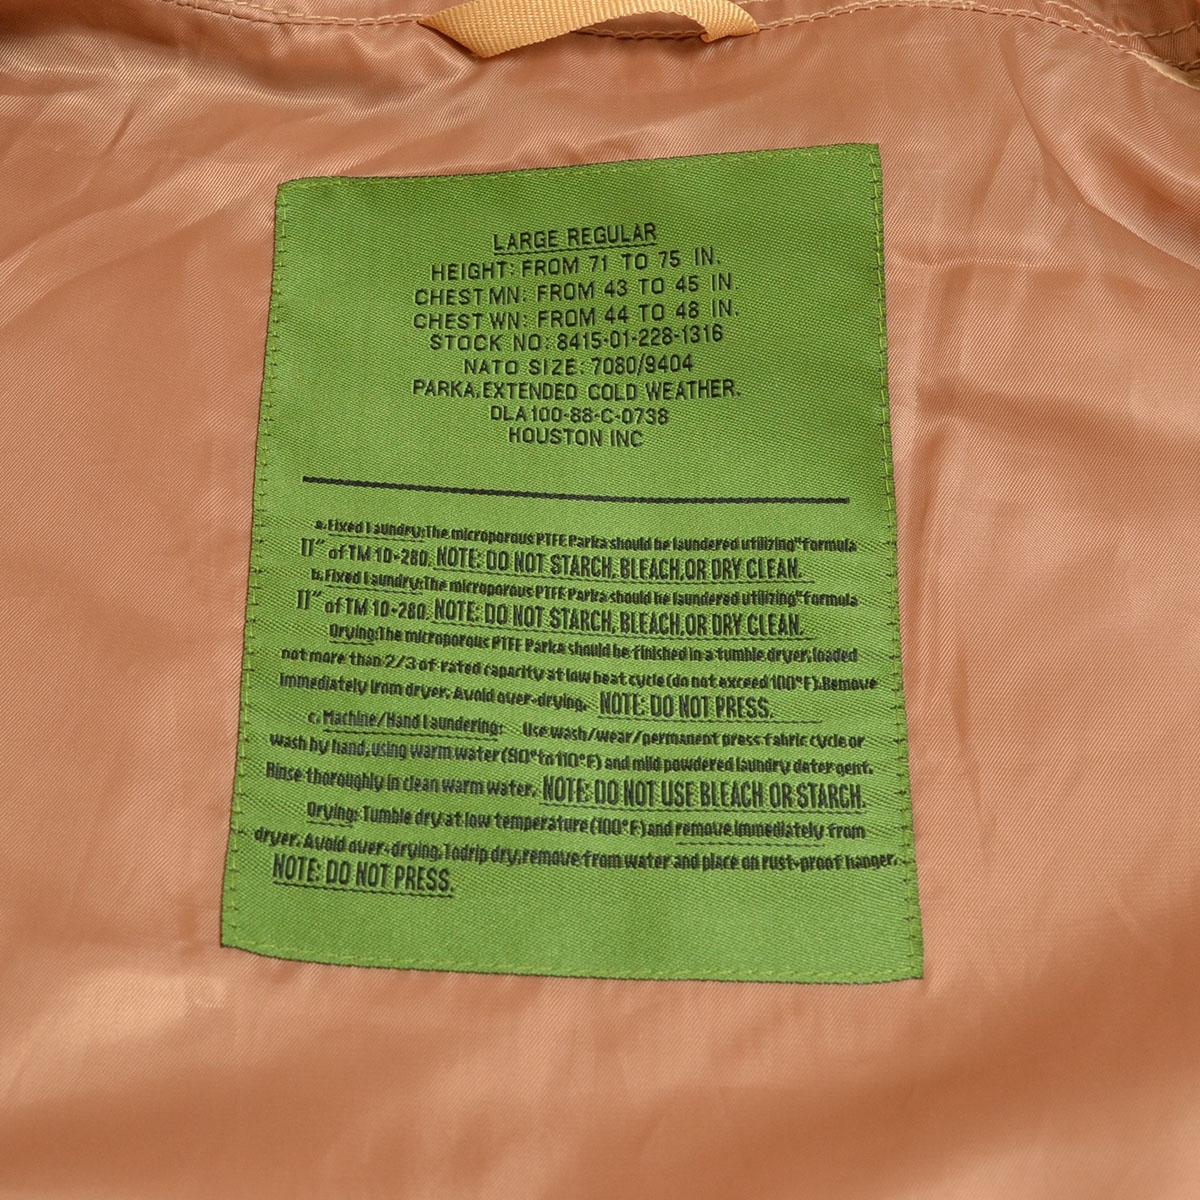 LARGE REGULAR
HEIGHT: FROM 71 TO 75 IN.
CHEST MN: FROM 43 TO 45 IN.
CHEST WN: FROM 44 TO 48 IN.
STOCK NO: 8415-01-228-1316
NATO SIZE: 7080/9404
PARKA, EXTENDED COLD WEATHER.
DLA100-88-C-0738
HOUSTON INC
a. Fixed Laundry: The microporous PTFE Parka should be laundered utilizing "formula
II" of TM 10-280. NOTE: DO NOT STARCH, BLEACH, OR DRY CLEAN.
b. Fixed Laundry: The microporous PTFE Parka should be laundered utilizing "formula
II" of TM 10-280. NOTE: DO NOT STARCH, BLEACH, OR DRY CLEAN.
Drying: The microporous PTFE Parka should be finished in a tumble dryer, loaded
not more than 2/3 of rated capacity at low heat cycle (do not exceed 100°F). Remove
immediately from dryer. Avoid over-drying. NOTE: DO NOT PRESS.
c. Machine/Hand Laundering: Use wash/wear/permanent press fabric cycle or
wash by hand, using warm water (90° to 110°F) and mild powdered laundry detergent.
Rinse thoroughly in clean warm water. NOTE: DO NOT USE BLEACH OR STARCH.
Drying: Tumble dry at low temperature (100°F) and remove immediately from
dryer. Avoid over-drying. To drip dry, remove from water and place on rust-proof hanger.
NOTE: DO NOT PRESS.